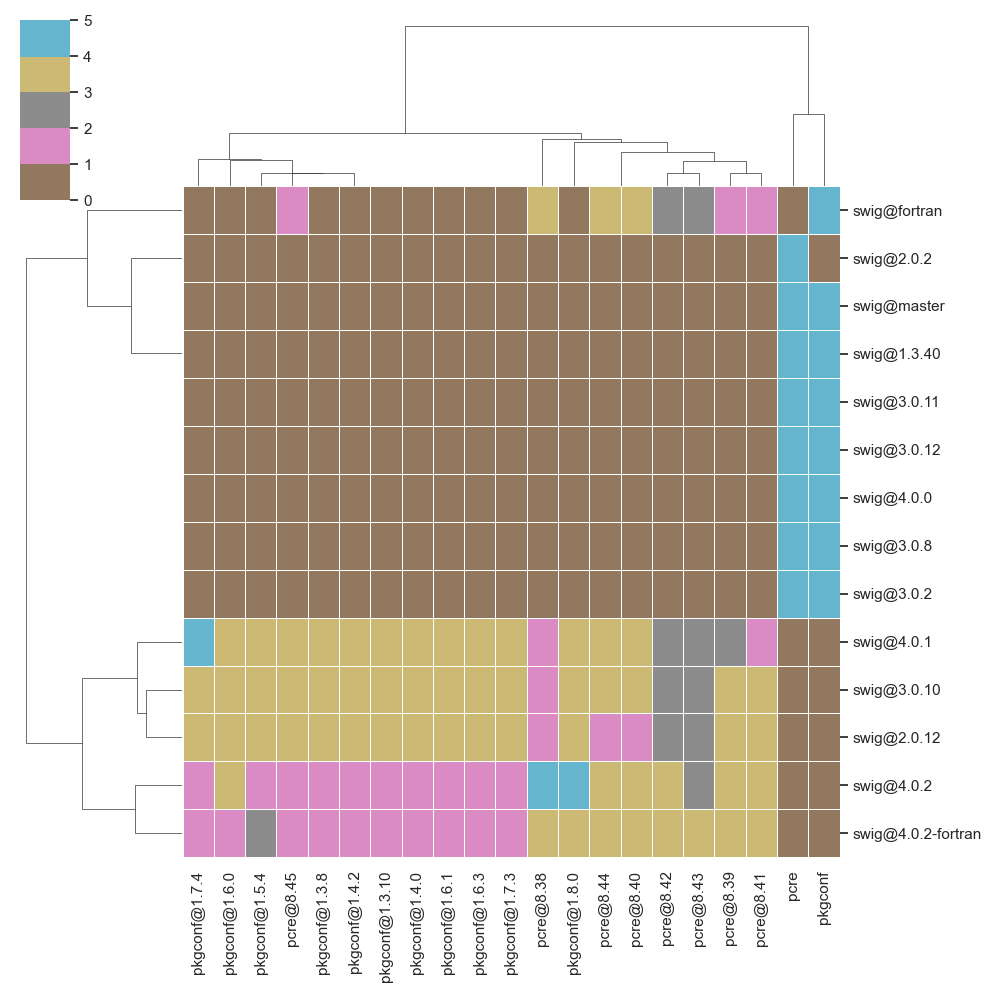 5
4
3
2
1
0
swig@fortran
swig@2.0.2
swig@master
swig@1.3.40
swig@3.0.11
swig@3.0.12
swig@4.0.0
swig@3.0.8
swig@3.0.2
swig@4.0.1
swig@3.0.10
swig@2.0.12
swig@4.0.2
swig@4.0.2-fortran
pkgconf@1.7.4
pkgconf@1.6.0
pkgconf@1.5.4
pcre@8.45
pkgconf@1.3.8
pkgconf@1.4.2
pkgconf@1.3.10
pkgconf@1.4.0
pkgconf@1.6.1
pkgconf@1.6.3
pkgconf@1.7.3
pcre@8.38
pkgconf@1.8.0
pcre@8.44
pcre@8.40
pcre@8.42
pcre@8.43
pcre@8.39
pcre@8.41
pcre
pkgconf